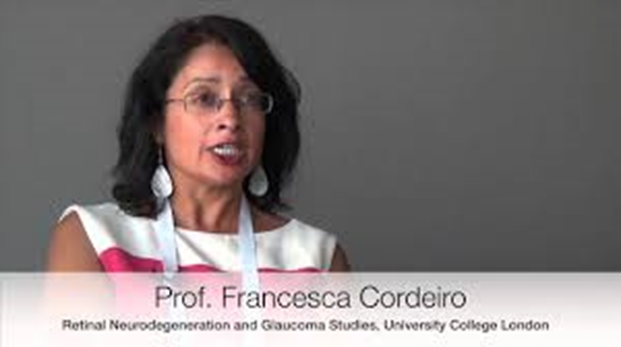 Prof. Francesca Cordeiro
Retinal Neurodegeneration and Glaucoma Studies, University College London